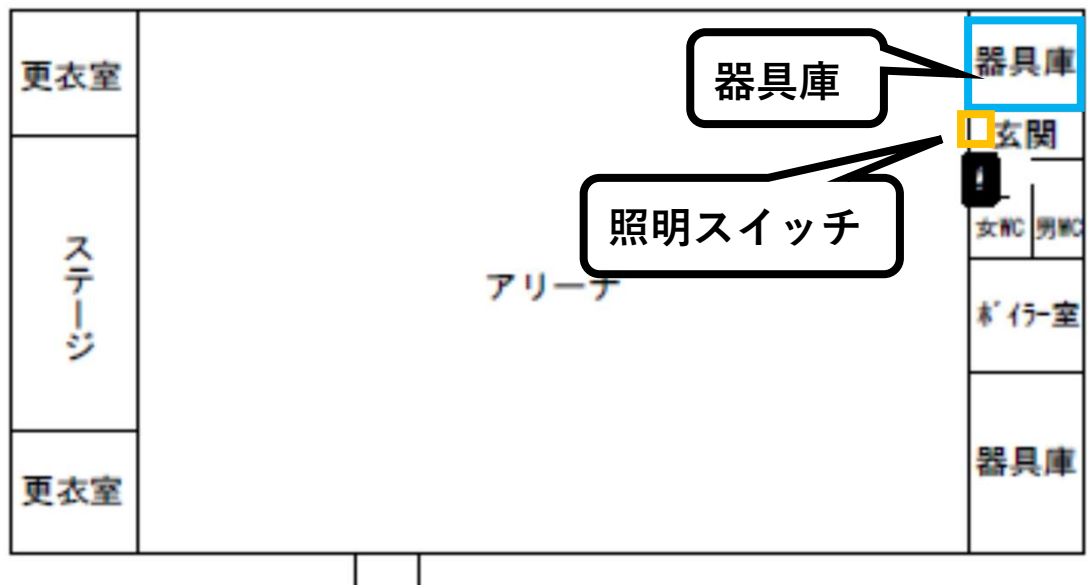 更衣室
器具庫
器具庫
玄関
照明スイッチ
女WC
男WC
ステージ
アリーナ
ボイラー室
更衣室
器具庫